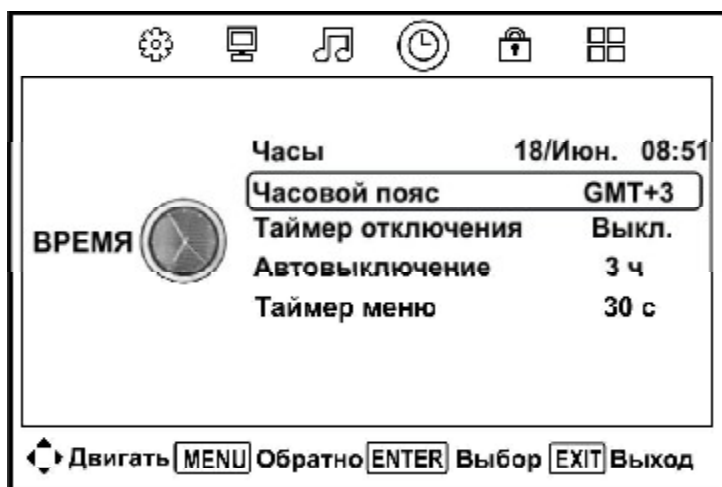 Часы 18/Июн. 08:51
Часовой пояс GMT+3
Таймер отключения Выкл.
ВРЕМЯ
Автовыключение 3 ч
Таймер меню 30 с
Двигать MENU Обратно ENTER Выбор EXIT Выход